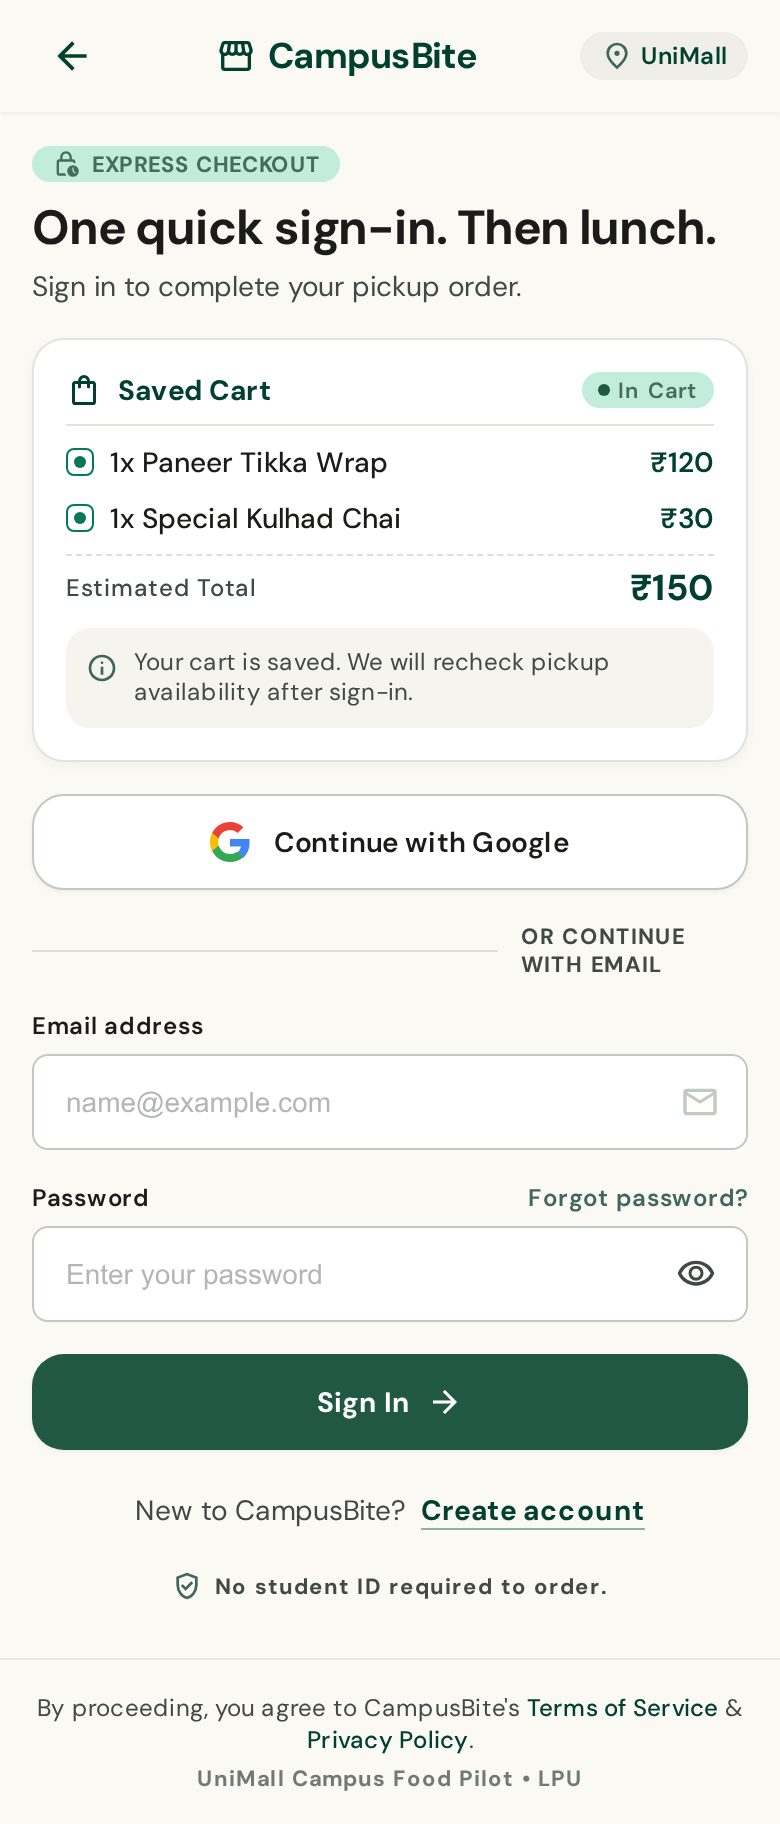 CampusBite
UniMall
EXPRESS CHECKOUT
One quick sign-in. Then lunch.
Sign in to complete your pickup order.
Saved Cart
In Cart
1x Paneer Tikka Wrap ₹120
1x Special Kulhad Chai ₹30
Estimated Total ₹150
Your cart is saved. We will recheck pickup
availability after sign-in.
Continue with Google
OR CONTINUE
WITH EMAIL
Email address
name@example.com
Password Forgot password?
Enter your password
Sign In
New to CampusBite? Create account
No student ID required to order.
By proceeding, you agree to CampusBite's Terms of Service &
Privacy Policy.
UniMall Campus Food Pilot • LPU